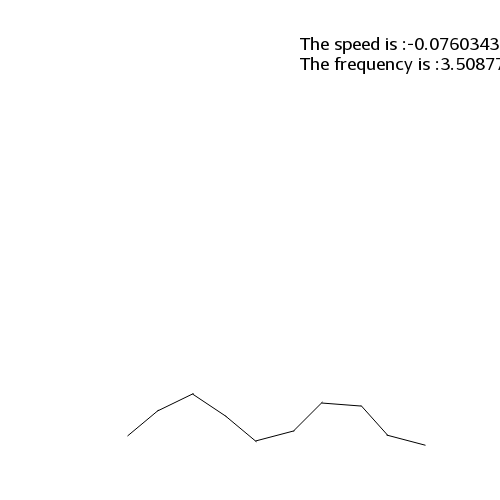 The speed is :-0.0760343
The frequency is :3.50877